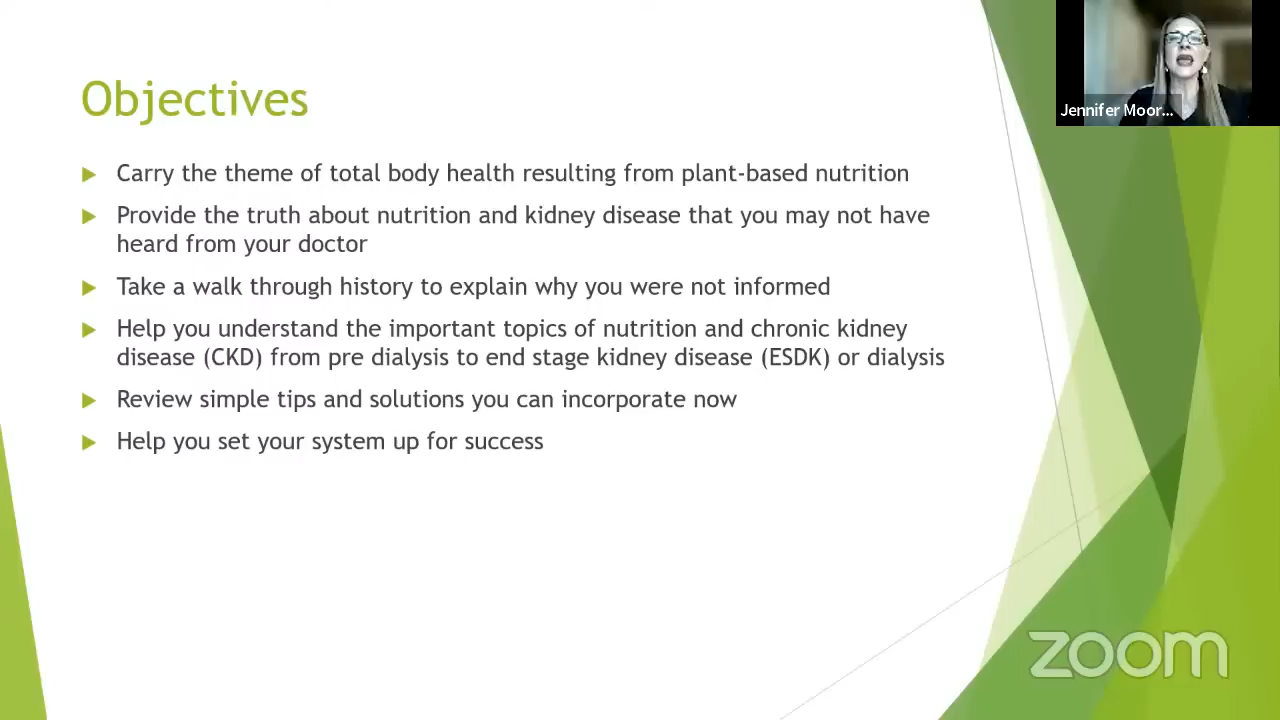 Objectives
Carry the theme of total body health resulting from plant-based nutrition
Provide the truth about nutrition and kidney disease that you may not have
heard from your doctor
Take a walk through history to explain why you were not informed
Help you understand the important topics of nutrition and chronic kidney
disease (CKD) from pre dialysis to end stage kidney disease (ESDK) or dialysis
Review simple tips and solutions you can incorporate now
Help you set your system up for success
Jennifer Moor...
zoom